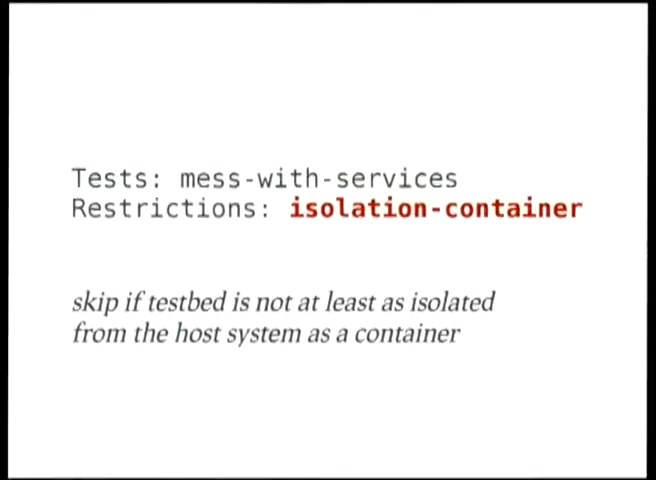 Tests: mess-with-services
Restrictions: isolation-container
skip if testbed is not at least as isolated
from the host system as a container